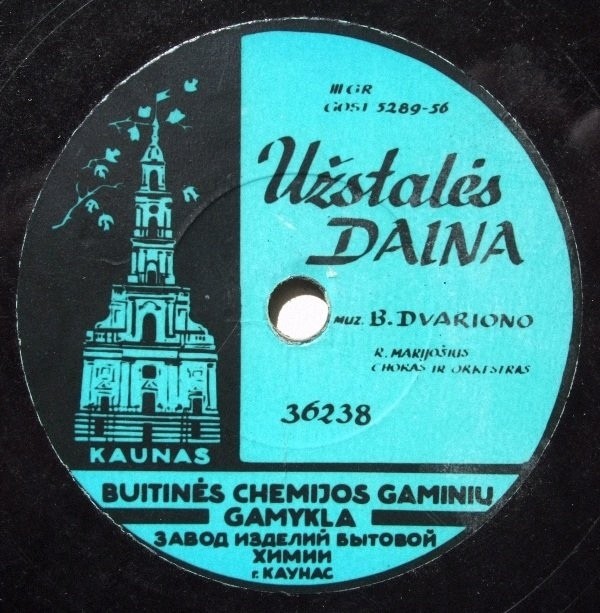 III GR
GOST 5289-56
Užstalės
DAINA
MUZ. B. DVARIONO
R. MARIJOŠIUS
CHORAS IR ORKESTRAS
36238
KAUNAS
BUITINĖS CHEMIJOS GAMINIŲ
GAMYKLA
ЗАВОД ИЗДЕЛИЙ БЫТОВОЙ
ХИМИИ
г. КАУНАС